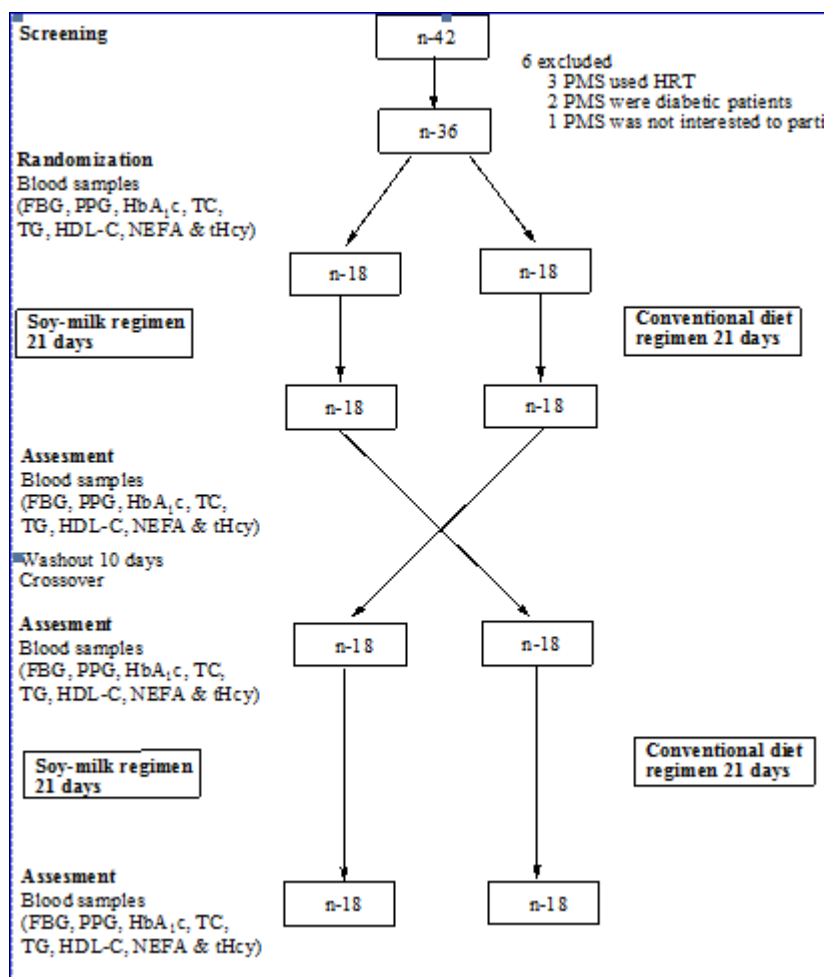 Screening
n-42
6 excluded
3 PMS used HRT
2 PMS were diabetic patients
1 PMS was not interested to parti
n-36
Randomization
Blood samples
(FBG, PPG, HbA₁c, TC,
TG, HDL-C, NEFA & tHcy)
n-18
n-18
Soy-milk regimen
21 days
Conventional diet
regimen 21 days
n-18
n-18
Assesment
Blood samples
(FBG, PPG, HbA₁c, TC,
TG, HDL-C, NEFA & tHcy)
Washout 10 days
Crossover
Assesment
Blood samples
(FBG, PPG, HbA₁c, TC,
TG, HDL-C, NEFA & tHcy)
n-18
n-18
Soy-milk regimen
21 days
Conventional diet
regimen 21 days
Assesment
Blood samples
(FBG, PPG, HbA₁c, TC,
TG, HDL-C, NEFA & tHcy)
n-18
n-18